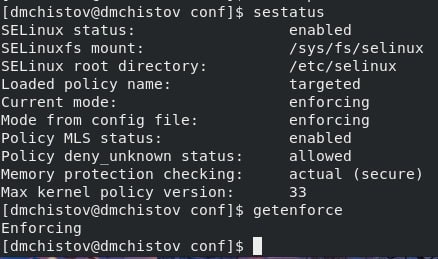 [dmchistov@dmchistov conf]$ sestatus
SELinux status:                 enabled
SELinuxfs mount:                /sys/fs/selinux
SELinux root directory:         /etc/selinux
Loaded policy name:             targeted
Current mode:                   enforcing
Mode from config file:          enforcing
Policy MLS status:              enabled
Policy deny_unknown status:     allowed
Memory protection checking:     actual (secure)
Max kernel policy version:      33
[dmchistov@dmchistov conf]$ getenforce
Enforcing
[dmchistov@dmchistov conf]$